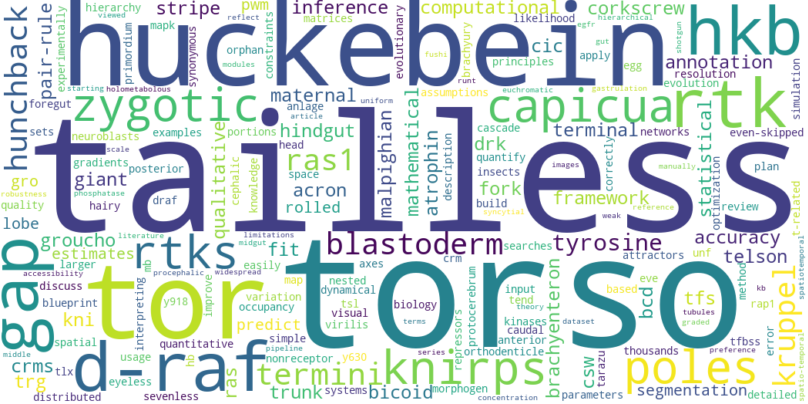 hierarchy stripe inference computational corkscrew
viewed pwm matrices likelihood hierarchical
huckebein hkb
hunchback pair-rule experimentally
primordium mapk synonymous orphan constraints evolutionary brachyury egfr gut shotgun
reflect fushi runt cic egg principles apply annotation
modules resolution simulation
starting holometabolous euchromatic gastrulation evolution
foregut anlage maternal assumptions
zygotic capicua rtk
article uniform
sets neuroblasts examples portions hindgut cascade terminal networks even-skipped
scale head drk quantify correctly images manually plan
gradients posterior qualitative cephalic knowledge ras1 space malpighian mathematical atrophin description insects statistical optimization
tailless
gro giant acron fork build framework review
robustness phosphatase draf
quality hairy rolled syncytial weak reference
lobe
groucho literature limitations blastoderm tyrosine accuracy t-related
accessibility midgut searches telson spatiotemporal
estimates rtks fit crm attractors unf
larger mb procephalic widespread easily axes nested input eve based method kb
gap discuss interpreting tor torso bcd tfs tubules
blueprint y918 improve variation map dynamical tend theory rap1 graded
kni occupancy tsl biology kinases
spatial quantitative predict visual terms repressors protocerebrum caudal brachyenteron dataset tfbss preference error kruppel
hb simple virilis anterior
middle pipeline nonreceptor series orthodenticle thousands
crms tlx usage d-raf termini y630 knirps csw poles
trg eyeless ras trunk systems bicoid morphogen tarazu segmentation spatio-temporal
distributed sevenless concentration parameters detailed